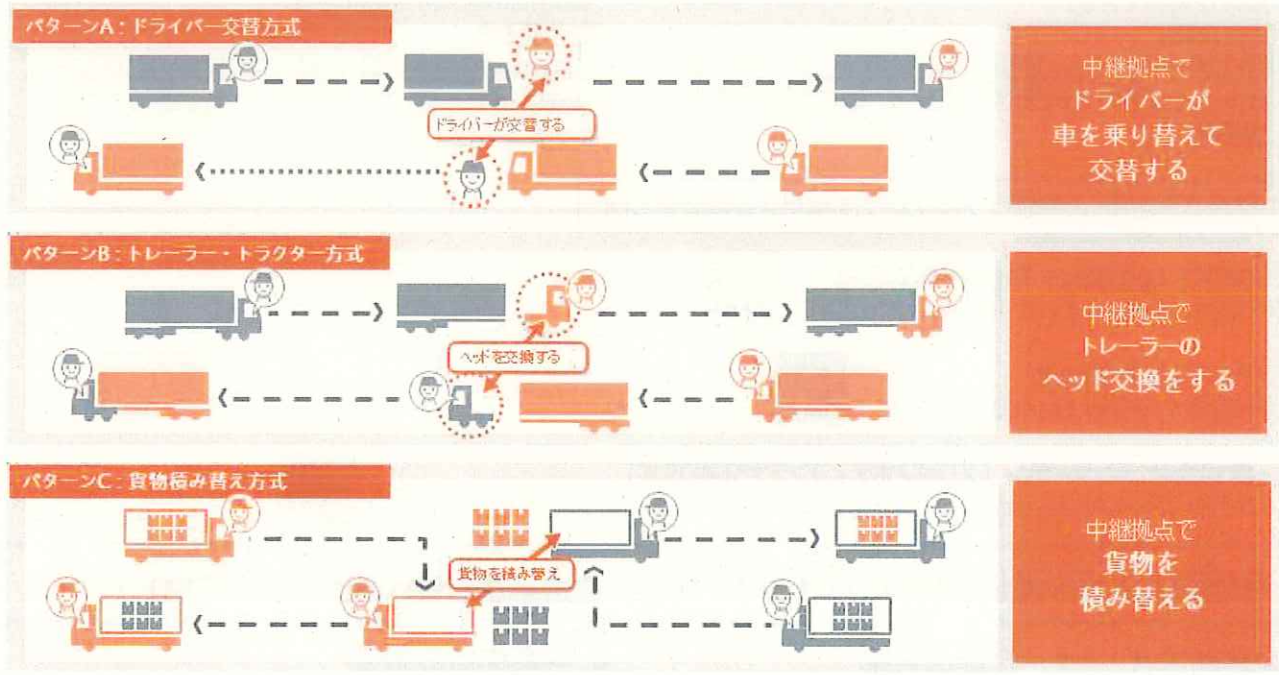 パターンA:ドライバー交替方式
ドライバーが交替する
中継拠点で
ドライバーが
車を乗り替えて
交替する
パターンB:トレーラー・トラクター方式
ヘッドを交換する
中継拠点で
トレーラーの
ヘッド交換をする
パターンC:貨物積み替え方式
貨物を積み替え
中継拠点で
貨物を
積み替える